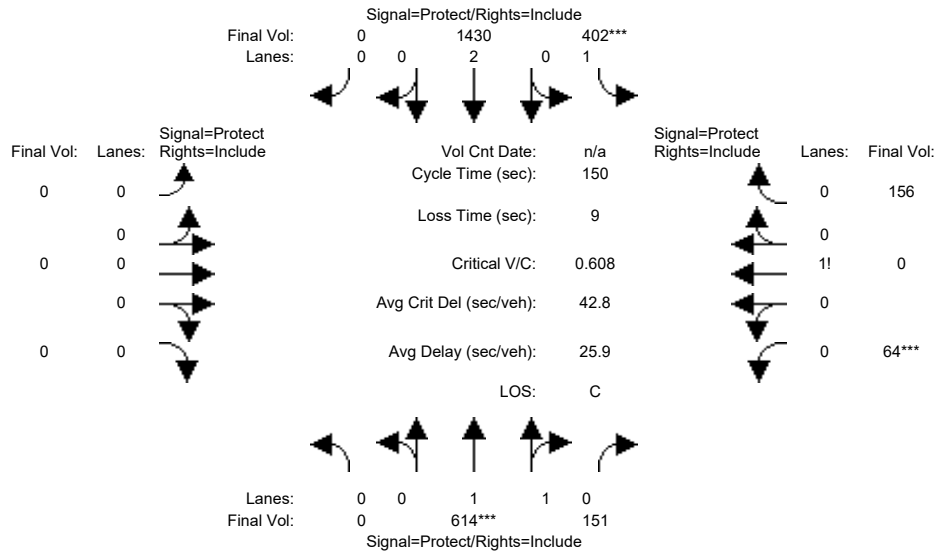 Signal=Protect/Rights=Include
Final Vol: 0 1430 402***
Lanes: 0 0 2 0 1
Signal=Protect Signal=Protect
Final Vol: Lanes: Rights=Include Vol Cnt Date: n/a Rights=Include Lanes: Final Vol:
Cycle Time (sec): 150
0 0 0 156
Loss Time (sec): 9
0 0
0 0 Critical V/C: 0.608 1! 0
0 Avg Crit Del (sec/veh): 42.8 0
0 0 Avg Delay (sec/veh): 25.9 0 64***
LOS: C
Lanes: 0 0 1 1 0
Final Vol: 0 614*** 151
Signal=Protect/Rights=Include